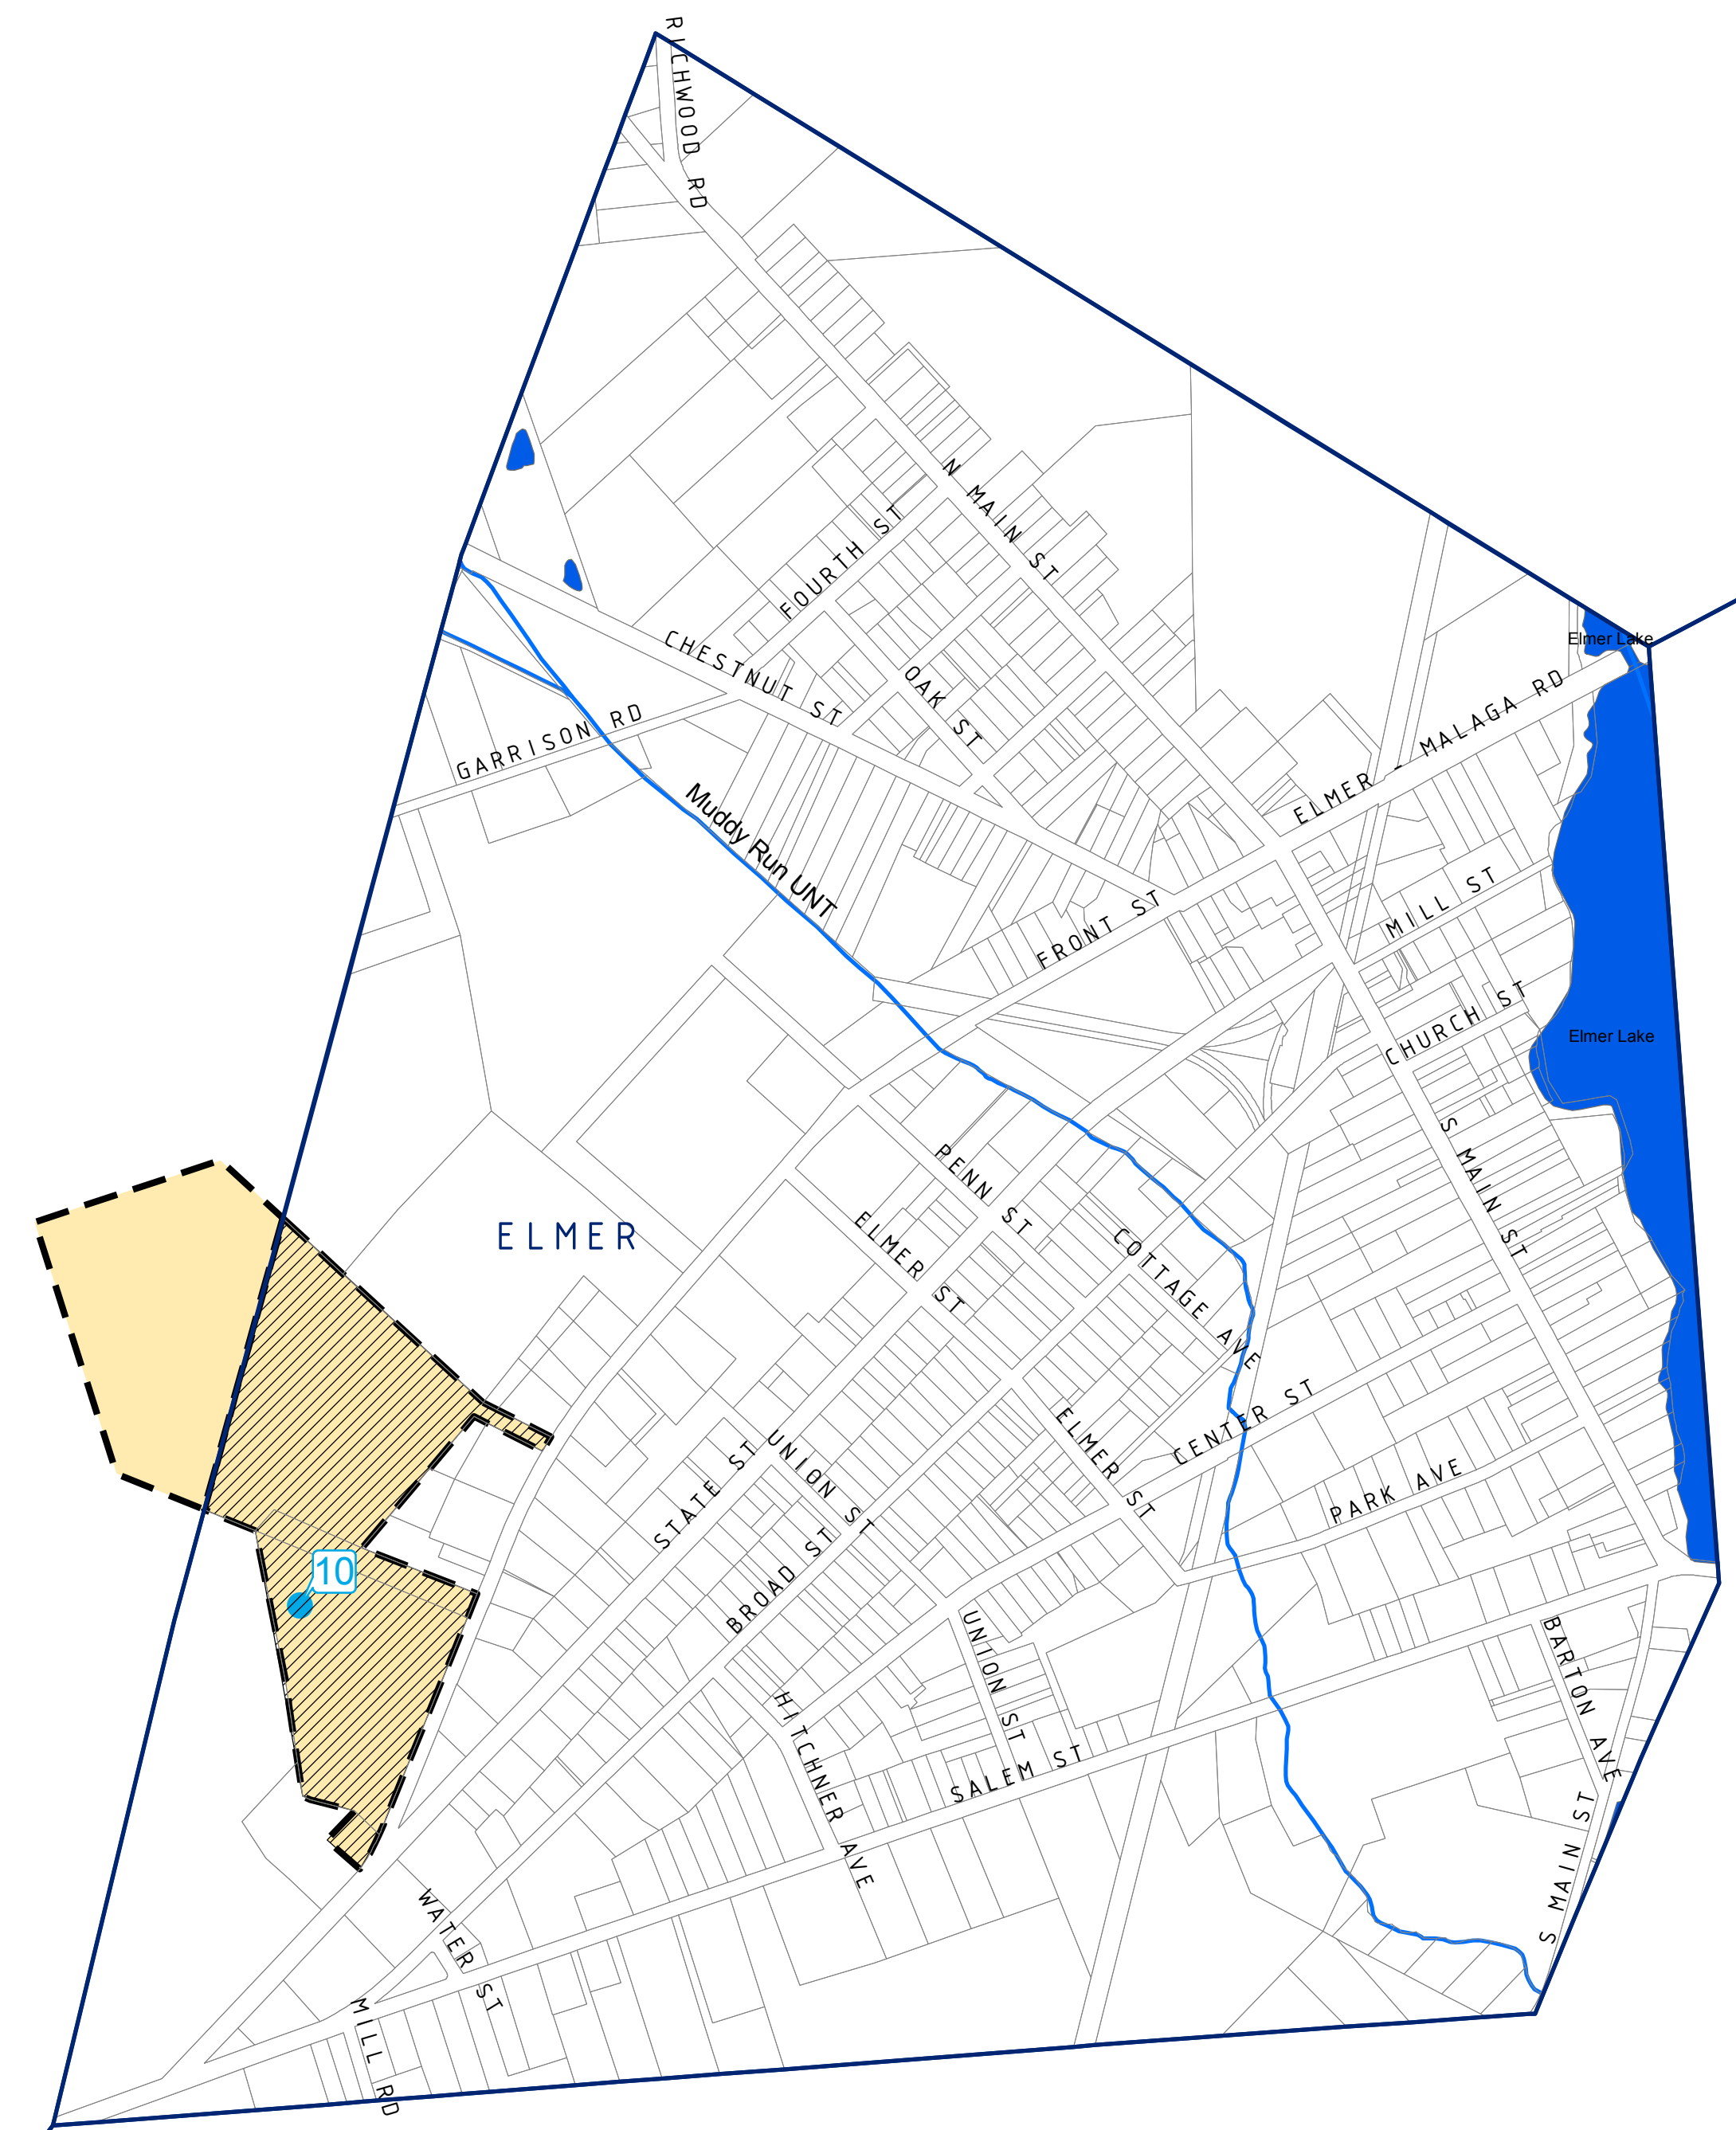 RICHWOOD RD
N MAIN ST
FOURTH ST
CHESTNUT ST
OAK ST
GARRISON RD
Elmer Lake
ELMER - MALAGA RD
Muddy Run UNT
FRONT ST
MILL ST
CHURCH ST
Elmer Lake
S MAIN ST
PENN ST
ELMER ST
COTTAGE AVE
ELMER
CENTER ST
ELMER ST
PARK AVE
STATE ST
UNION ST
BROAD ST
10
UNION ST
HITCHNER AVE
SALEM ST
BARTON AVE
S MAIN ST
WATER ST
MILL RD